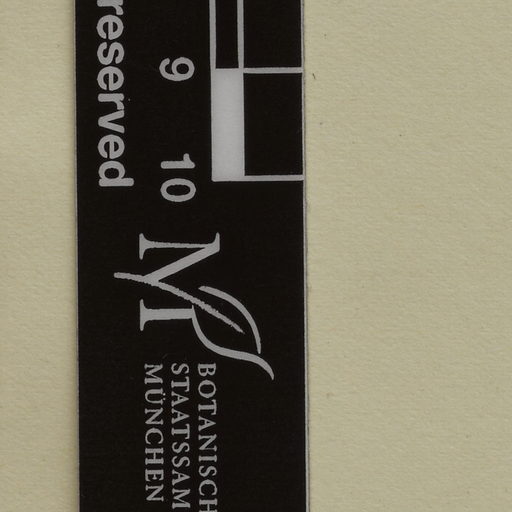 reserved
9 10
M
BOTANISCH
STAATSSAM
MÜNCHEN